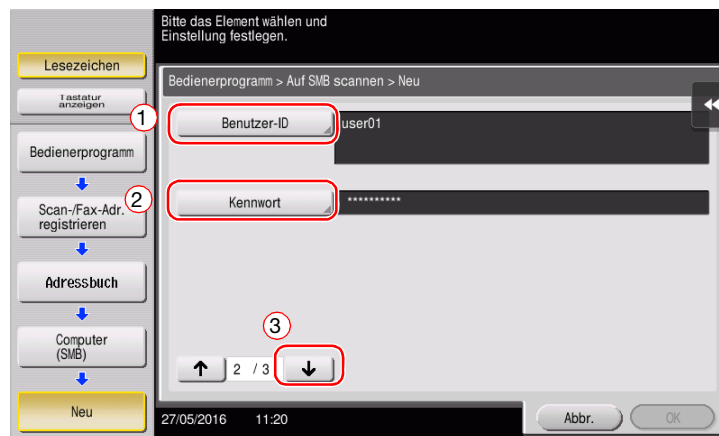 Bitte das Element wählen und
Einstellung festlegen.
Lesezeichen
Tastatur
anzeigen
Bedienerprogramm > Auf SMB scannen > Neu
1
Benutzer-ID
user01
Bedienerprogramm
2
Kennwort
**********
Scan-/Fax-Adr.
registrieren
Adressbuch
3
Computer
(SMB)
↑ 2 / 3 ↓
Neu
27/05/2016 11:20
Abbr.
OK